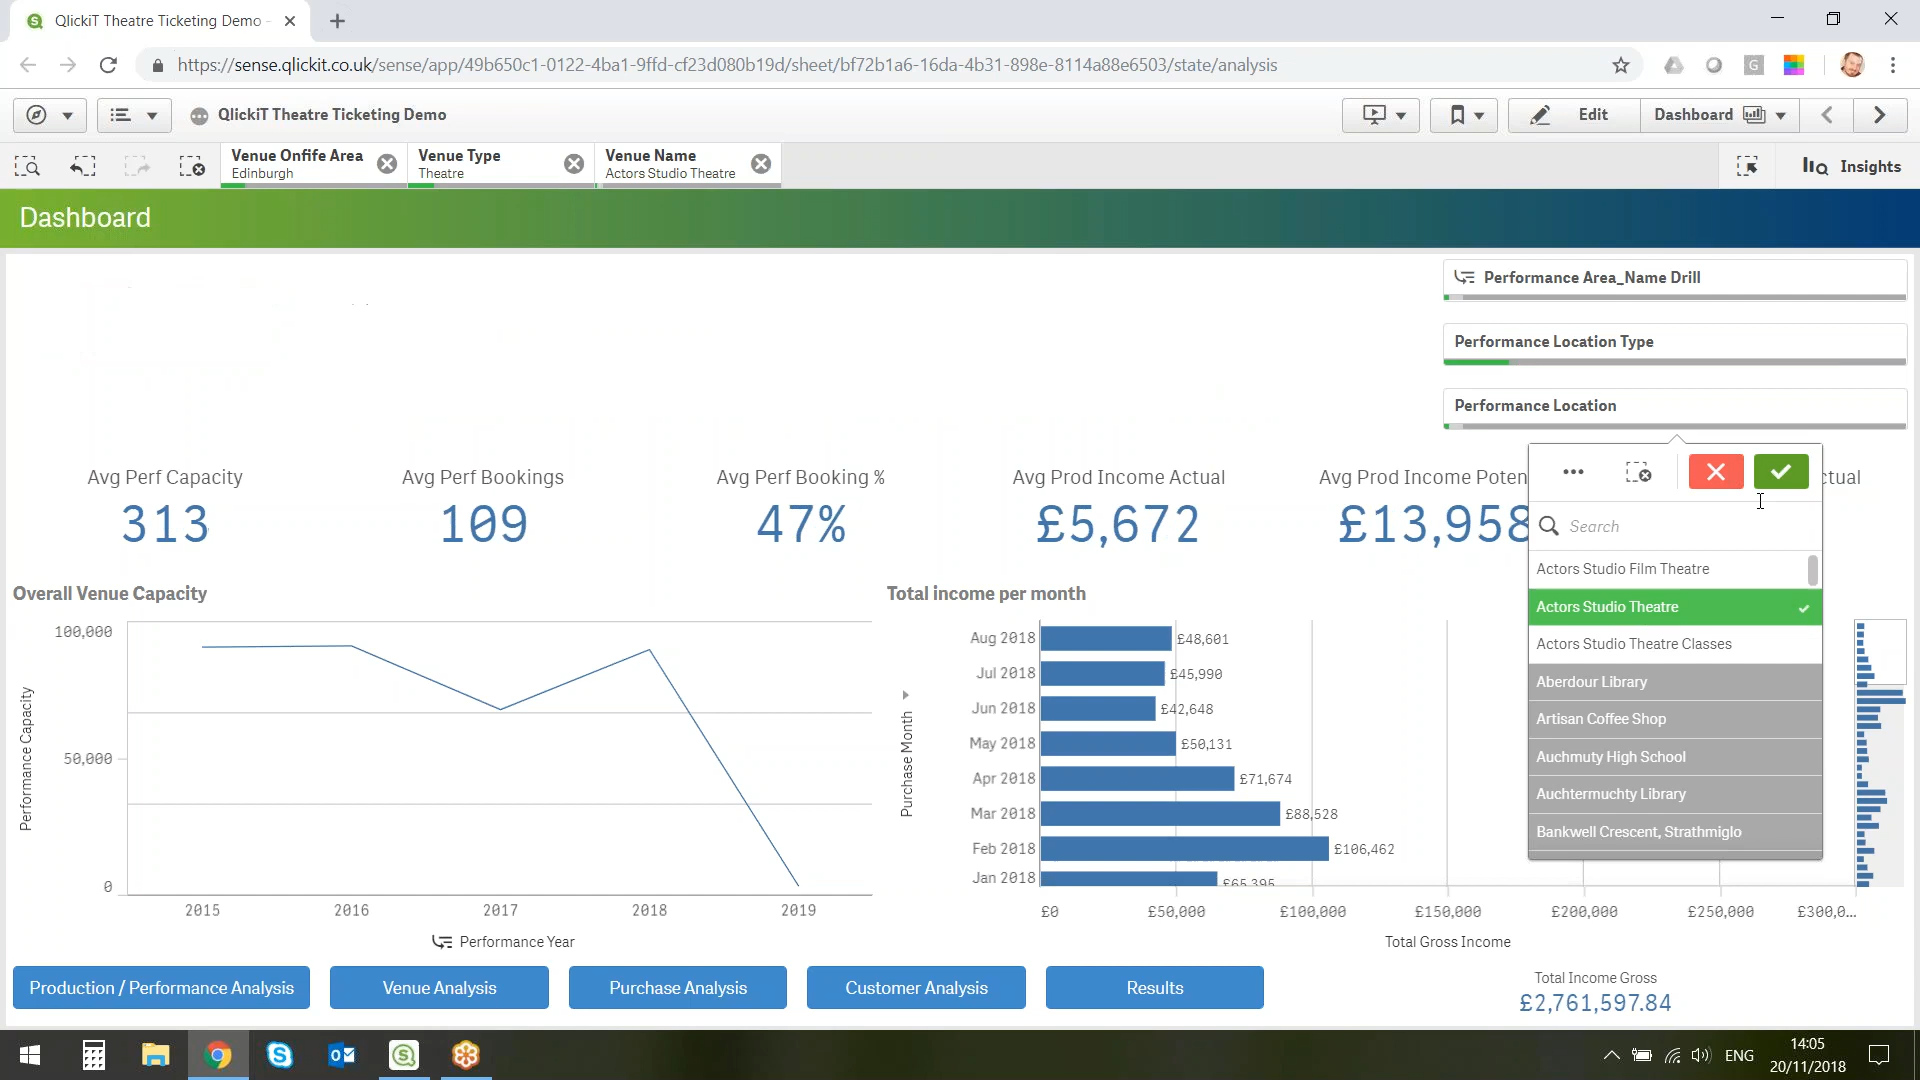 QlickiT Theatre Ticketing Demo -
https://sense.qlickit.co.uk/sense/app/49b650c1-0122-4ba1-9ffd-cf23d080b19d/sheet/bf72b1a6-16da-4b31-898e-8114a88e6503/state/analysis
G
QlickiT Theatre Ticketing Demo
Edit
Dashboard
Venue Onfife Area
Edinburgh
Venue Type
Theatre
Venue Name
Actors Studio Theatre
Insights
Dashboard
Performance Area_Name Drill
Performance Location Type
Performance Location
Avg Perf Capacity
313
Avg Perf Bookings
109
Avg Perf Booking %
47%
Avg Prod Income Actual
£5,672
Avg Prod Income Poten
£13,958
ctual
Search
Actors Studio Film Theatre
Actors Studio Theatre
Actors Studio Theatre Classes
Aberdour Library
Artisan Coffee Shop
Auchmuty High School
Auchtermuchty Library
Bankwell Crescent, Strathmiglo
Overall Venue Capacity
Performance Capacity
100,000
50,000
0
2015
2016
2017
2018
2019
Performance Year
Total income per month
Purchase Month
Aug 2018
£48,601
Jul 2018
£45,990
Jun 2018
£42,648
May 2018
£50,131
Apr 2018
£71,674
Mar 2018
£88,528
Feb 2018
£106,462
Jan 2018
£65,395
£0
£50,000
£100,000
£150,000
£200,000
£250,000
£300,0...
Total Gross Income
Production / Performance Analysis
Venue Analysis
Purchase Analysis
Customer Analysis
Results
Total Income Gross
£2,761,597.84
ENG
14:05
20/11/2018